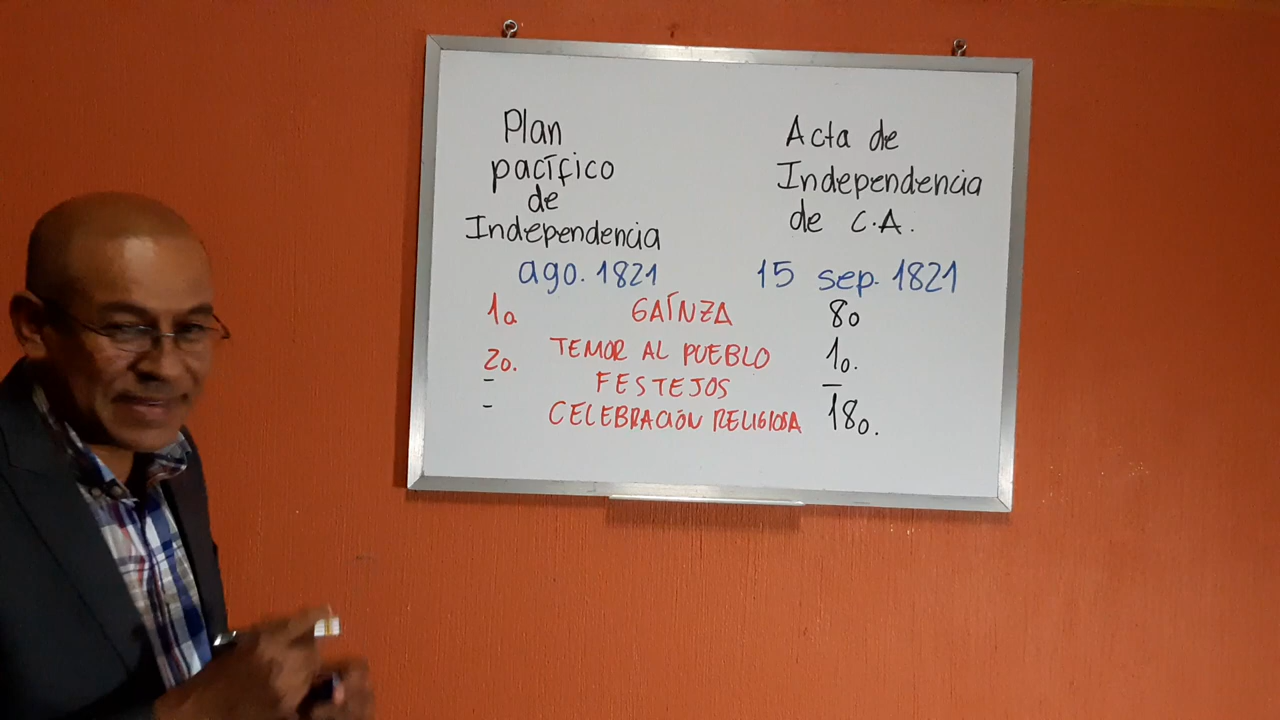 Plan
pacífico
de
Independencia
ago. 1821
Acta de
Independencia
de C.A.
15 sep. 1821
1o GAÍNZA 8o
2o. TEMOR AL PUEBLO 1o.
- FESTEJOS -
- CELEBRACIÓN RELIGIOSA 18o.